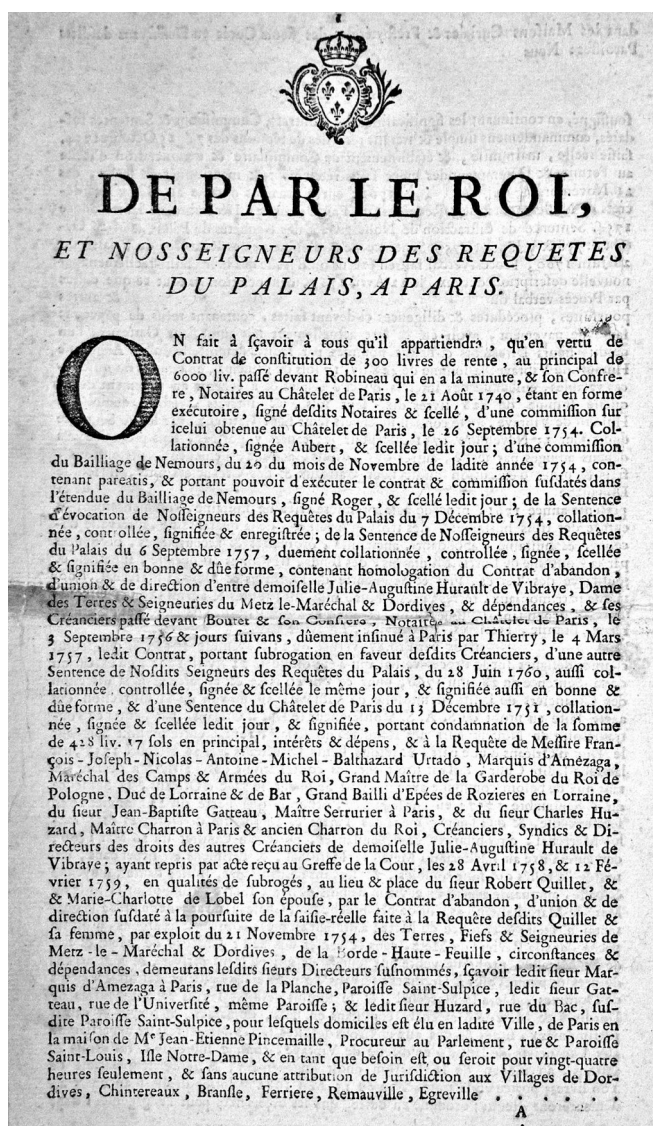 DE PAR LE ROI,
ET NOSSEIGNEURS DES REQUETES
DU PALAIS, A PARIS.
ON fait à sçavoir à tous qu'il appartiendra, qu'en vertu de
Contrat de constitution de 300 livres de rente, au principal de
6000 liv. passé devant Robineau qui en a la minute, & son Confre-
re, Notaires au Châtelet de Paris, le 21 Août 1740, étant en forme
exécutoire, signé desdits Notaires & scellé, d'une commission sur
icelui obtenue au Châtelet de Paris, le 26 Septembre 1754. Col-
lationnée, signée Aubert, & scellée ledit jour; d'une commission
du Bailliage de Nemours, du 20 du mois de Novembre de ladite année 1754, con-
tenant pareatis, & portant pouvoir d'exécuter le contrat & commission susdatés dans
l'étendue du Bailliage de Nemours, signé Roger, & scellé ledit jour; de la Sentence
d'évocation de Nosseigneurs des Requêtes du Palais du 7 Décembre 1754, collation-
née, controllée, signifiée & enregistrée; de la Sentence de Nosseigneurs des Requêtes
du Palais du 6 Septembre 1757, duement collationnée, controllée, signée, scellée
& signifiée en bonne & dûe forme, contenant homologation du Contrat d'abandon,
d'union & de direction d'entre demoiselle Julie-Augustine Hurault de Vibraye, Dame
des Terres & Seigneuries du Metz le-Maréchal & Dordives, & dépendances, & ses
Créanciers passé devant Boutet & son Confrere, Notaires au Châtelet de Paris, le
3 Septembre 1756 & jours suivans, dûement insinué à Paris par Thierry, le 4 Mars
1757, ledit Contrat, portant subrogation en faveur desdits Créanciers, d'une autre
Sentence de Nosdits Seigneurs des Requêtes du Palais, du 28 Juin 1760, aussi col-
lationnée, controllée, signée & scellée le même jour, & signifiée aussi en bonne &
dûe forme, & d'une Sentence du Châtelet de Paris du 13 Décembre 1751, collation-
née, signée & scellée ledit jour, & signifiée, portant condamnation de la somme
de 428 liv. 17 sols en principal, intérêts & dépens, & à la Requête de Messire Fran-
çois-Joseph-Nicolas-Antoine-Michel-Balthazard Urtado, Marquis d'Amézaga,
Maréchal des Camps & Armées du Roi, Grand Maître de la Garderobe du Roi de
Pologne, Duc de Lorraine & de Bar, Grand Bailli d'Epées de Rozieres en Lorraine,
du sieur Jean-Baptiste Gatteau, Maître Serrurier à Paris, & du sieur Charles Hu-
zard, Maître Charron à Paris & ancien Charron du Roi, Créanciers, Syndics & Di-
recteurs des droits des autres Créanciers de demoiselle Julie-Augustine Hurault de
Vibraye; ayant repris par acte reçu au Greffe de la Cour, les 28 Avril 1758, & 12 Fé-
vrier 1759, en qualités de subrogés, au lieu & place du sieur Robert Quillet, &
& Marie-Charlotte de Lobel son épouse, par le Contrat d'abandon, d'union & de
direction susdaté à la poursuite de la saisie-réelle faite à la Requête desdits Quillet &
sa femme, par exploit du 21 Novembre 1754, des Terres, Fiefs & Seigneuries de
Metz-le-Maréchal & Dordives, de la Borde-Haute-Feuille, circonstances &
dépendances, demeurans lesdits sieurs Directeurs susnommés, sçavoir ledit sieur Mar-
quis d'Amezaga à Paris, rue de la Planche, Paroisse Saint-Sulpice, ledit sieur Gat-
teau, rue de l'Université, même Paroisse; & ledit sieur Huzard, rue du Bac, sus-
dite Paroisse Saint-Sulpice, pour lesquels domiciles est élu en ladite Ville, de Paris en
la maison de Me Jean-Etienne Pincemaille, Procureur au Parlement, rue & Paroisse
Saint-Louis, Isle Notre-Dame, & en tant que besoin est ou seroit pour vingt-quatre
heures seulement, & sans aucune attribution de Jurisdiction aux Villages de Dor-
dives, Chintereaux, Bransle, Ferriere, Remauville, Egreville . . . . . .
A